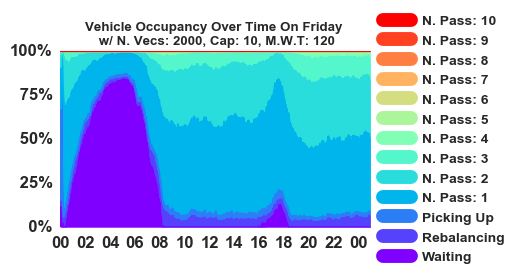 Vehicle Occupancy Over Time On Friday
w/ N. Vecs: 2000, Cap: 10, M.W.T: 120
100%
75%
50%
25%
0%
00 02 04 06 08 10 12 14 16 18 20 22 00
N. Pass: 10
N. Pass: 9
N. Pass: 8
N. Pass: 7
N. Pass: 6
N. Pass: 5
N. Pass: 4
N. Pass: 3
N. Pass: 2
N. Pass: 1
Picking Up
Rebalancing
Waiting